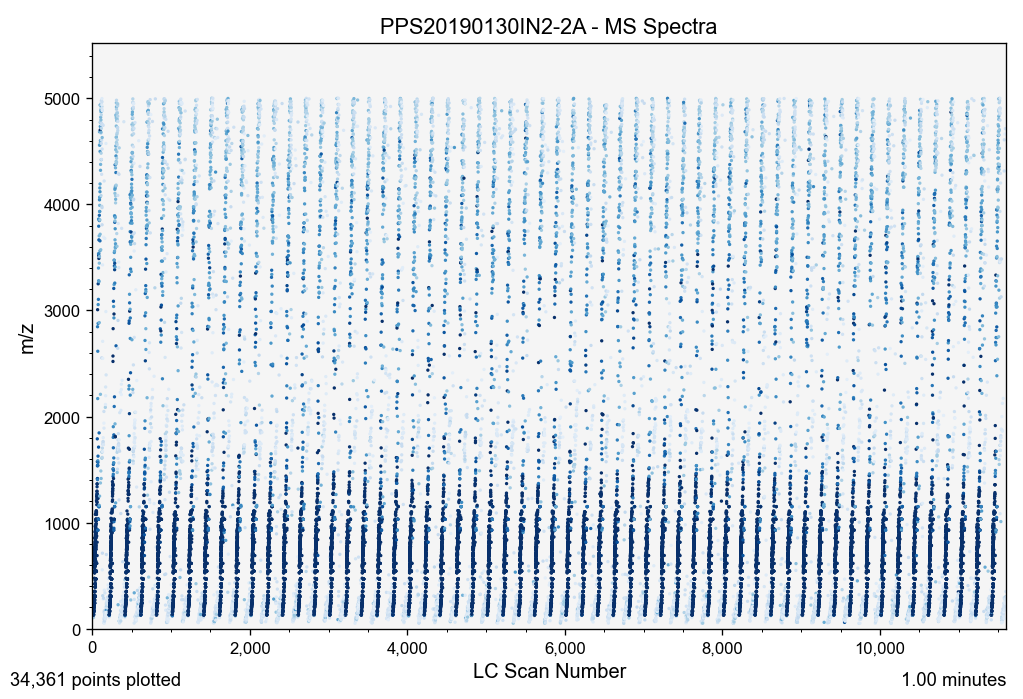 PPS20190130IN2-2A - MS Spectra
5000
4000
3000
2000
1000
0
m/z
0 2,000 4,000 6,000 8,000 10,000
LC Scan Number
34,361 points plotted
1.00 minutes